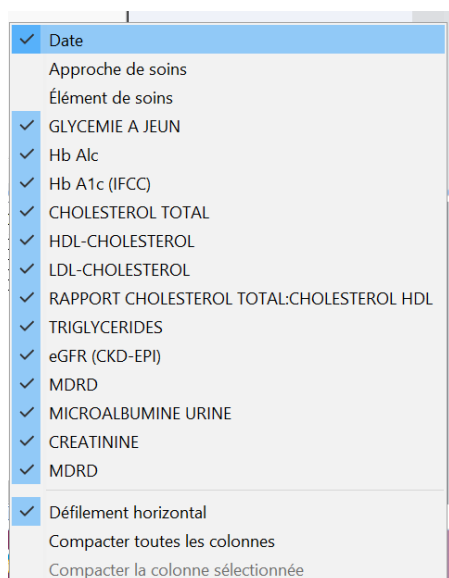 Date
Approche de soins
Élément de soins
GLYCEMIE A JEUN
Hb Alc
Hb A1c (IFCC)
CHOLESTEROL TOTAL
HDL-CHOLESTEROL
LDL-CHOLESTEROL
RAPPORT CHOLESTEROL TOTAL:CHOLESTEROL HDL
TRIGLYCERIDES
eGFR (CKD-EPI)
MDRD
MICROALBUMINE URINE
CREATININE
MDRD
Défilement horizontal
Compacter toutes les colonnes
Compacter la colonne sélectionnée